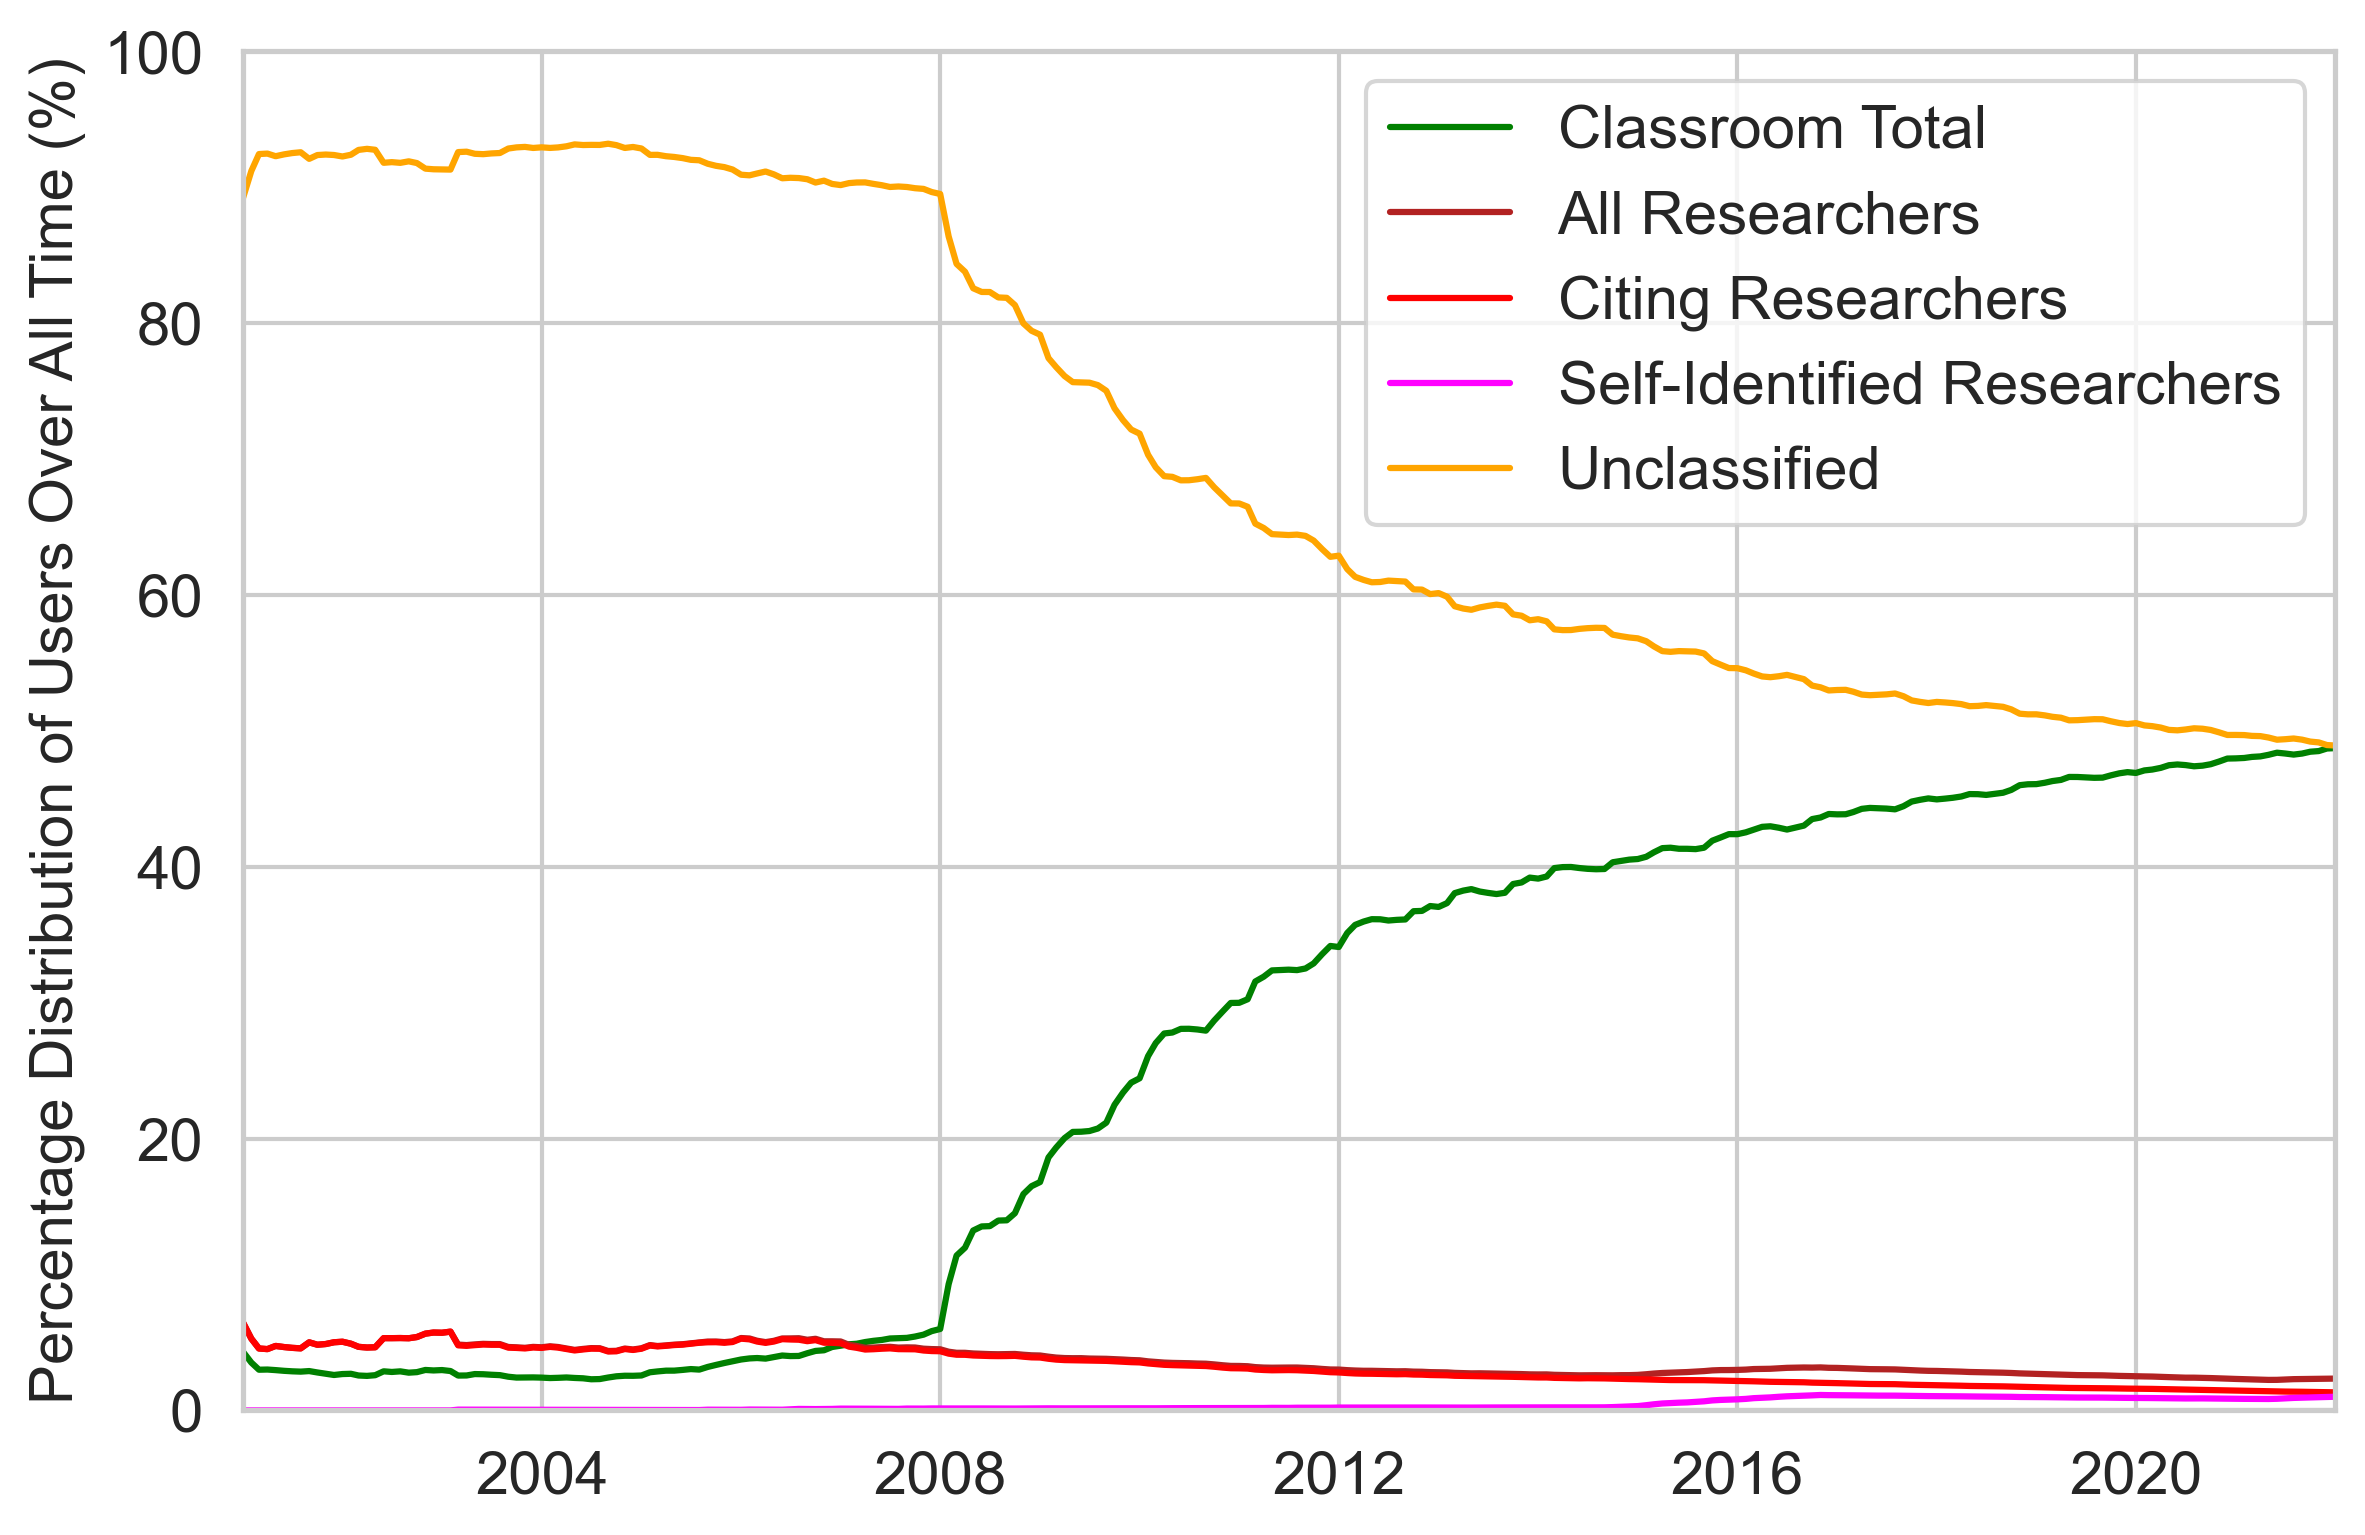 Percentage Distribution of Users Over All Time (%)
100
80
60
40
20
0
Classroom Total
All Researchers
Citing Researchers
Self-Identified Researchers
Unclassified
2004 2008 2012 2016 2020